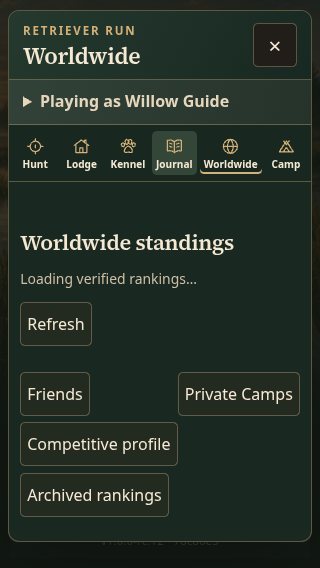 RETRIEVER RUN
Worldwide
×
▶ Playing as Willow Guide
Hunt Lodge Kennel Journal Worldwide Camp
Worldwide standings
Loading verified rankings...
Refresh
Friends Private Camps
Competitive profile
Archived rankings